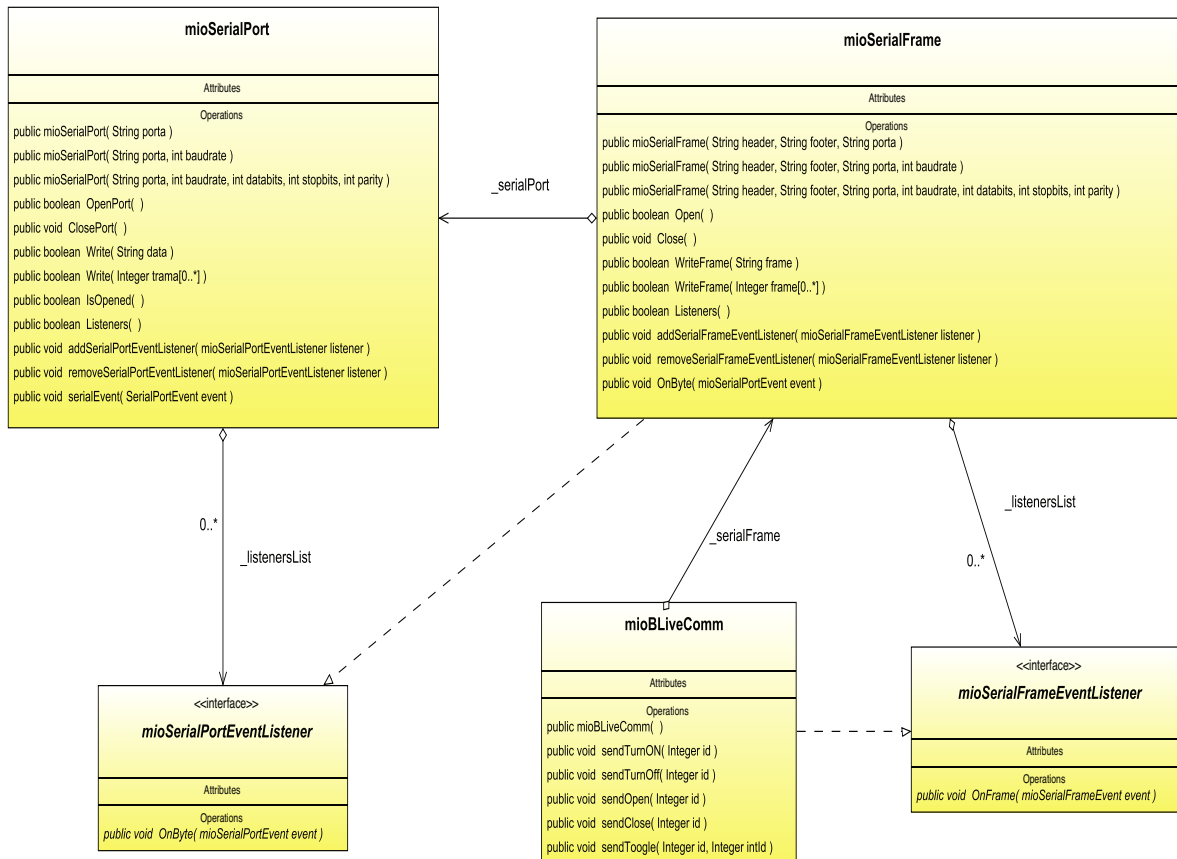 mioSerialPort
Attributes
Operations
public mioSerialPort( String porta )
public mioSerialPort( String porta, int baudrate )
public mioSerialPort( String porta, int baudrate, int databits, int stopbits, int parity )
public boolean OpenPort( )
public void ClosePort( )
public boolean Write( String data )
public boolean Write( Integer trama[0..*] )
public boolean IsOpened( )
public boolean Listeners( )
public void addSerialPortEventListener( mioSerialPortEventListener listener )
public void removeSerialPortEventListener( mioSerialPortEventListener listener )
public void serialEvent( SerialPortEvent event )
_serialPort
mioSerialFrame
Attributes
Operations
public mioSerialFrame( String header, String footer, String porta )
public mioSerialFrame( String header, String footer, String porta, int baudrate )
public mioSerialFrame( String header, String footer, String porta, int baudrate, int databits, int stopbits, int parity )
public boolean Open( )
public void Close( )
public boolean WriteFrame( String frame )
public boolean WriteFrame( Integer frame[0..*] )
public boolean Listeners( )
public void addSerialFrameEventListener( mioSerialFrameEventListener listener )
public void removeSerialFrameEventListener( mioSerialFrameEventListener listener )
public void OnByte( mioSerialPortEvent event )
0..*
_listenersList
_serialFrame
_listenersList
0..*
<<interface>>
mioSerialPortEventListener
Attributes
Operations
public void OnByte( mioSerialPortEvent event )
mioBLiveComm
Attributes
Operations
public mioBLiveComm( )
public void sendTurnON( Integer id )
public void sendTurnOff( Integer id )
public void sendOpen( Integer id )
public void sendClose( Integer id )
public void sendToogle( Integer id, Integer intId )
<<interface>>
mioSerialFrameEventListener
Attributes
Operations
public void OnFrame( mioSerialFrameEvent event )